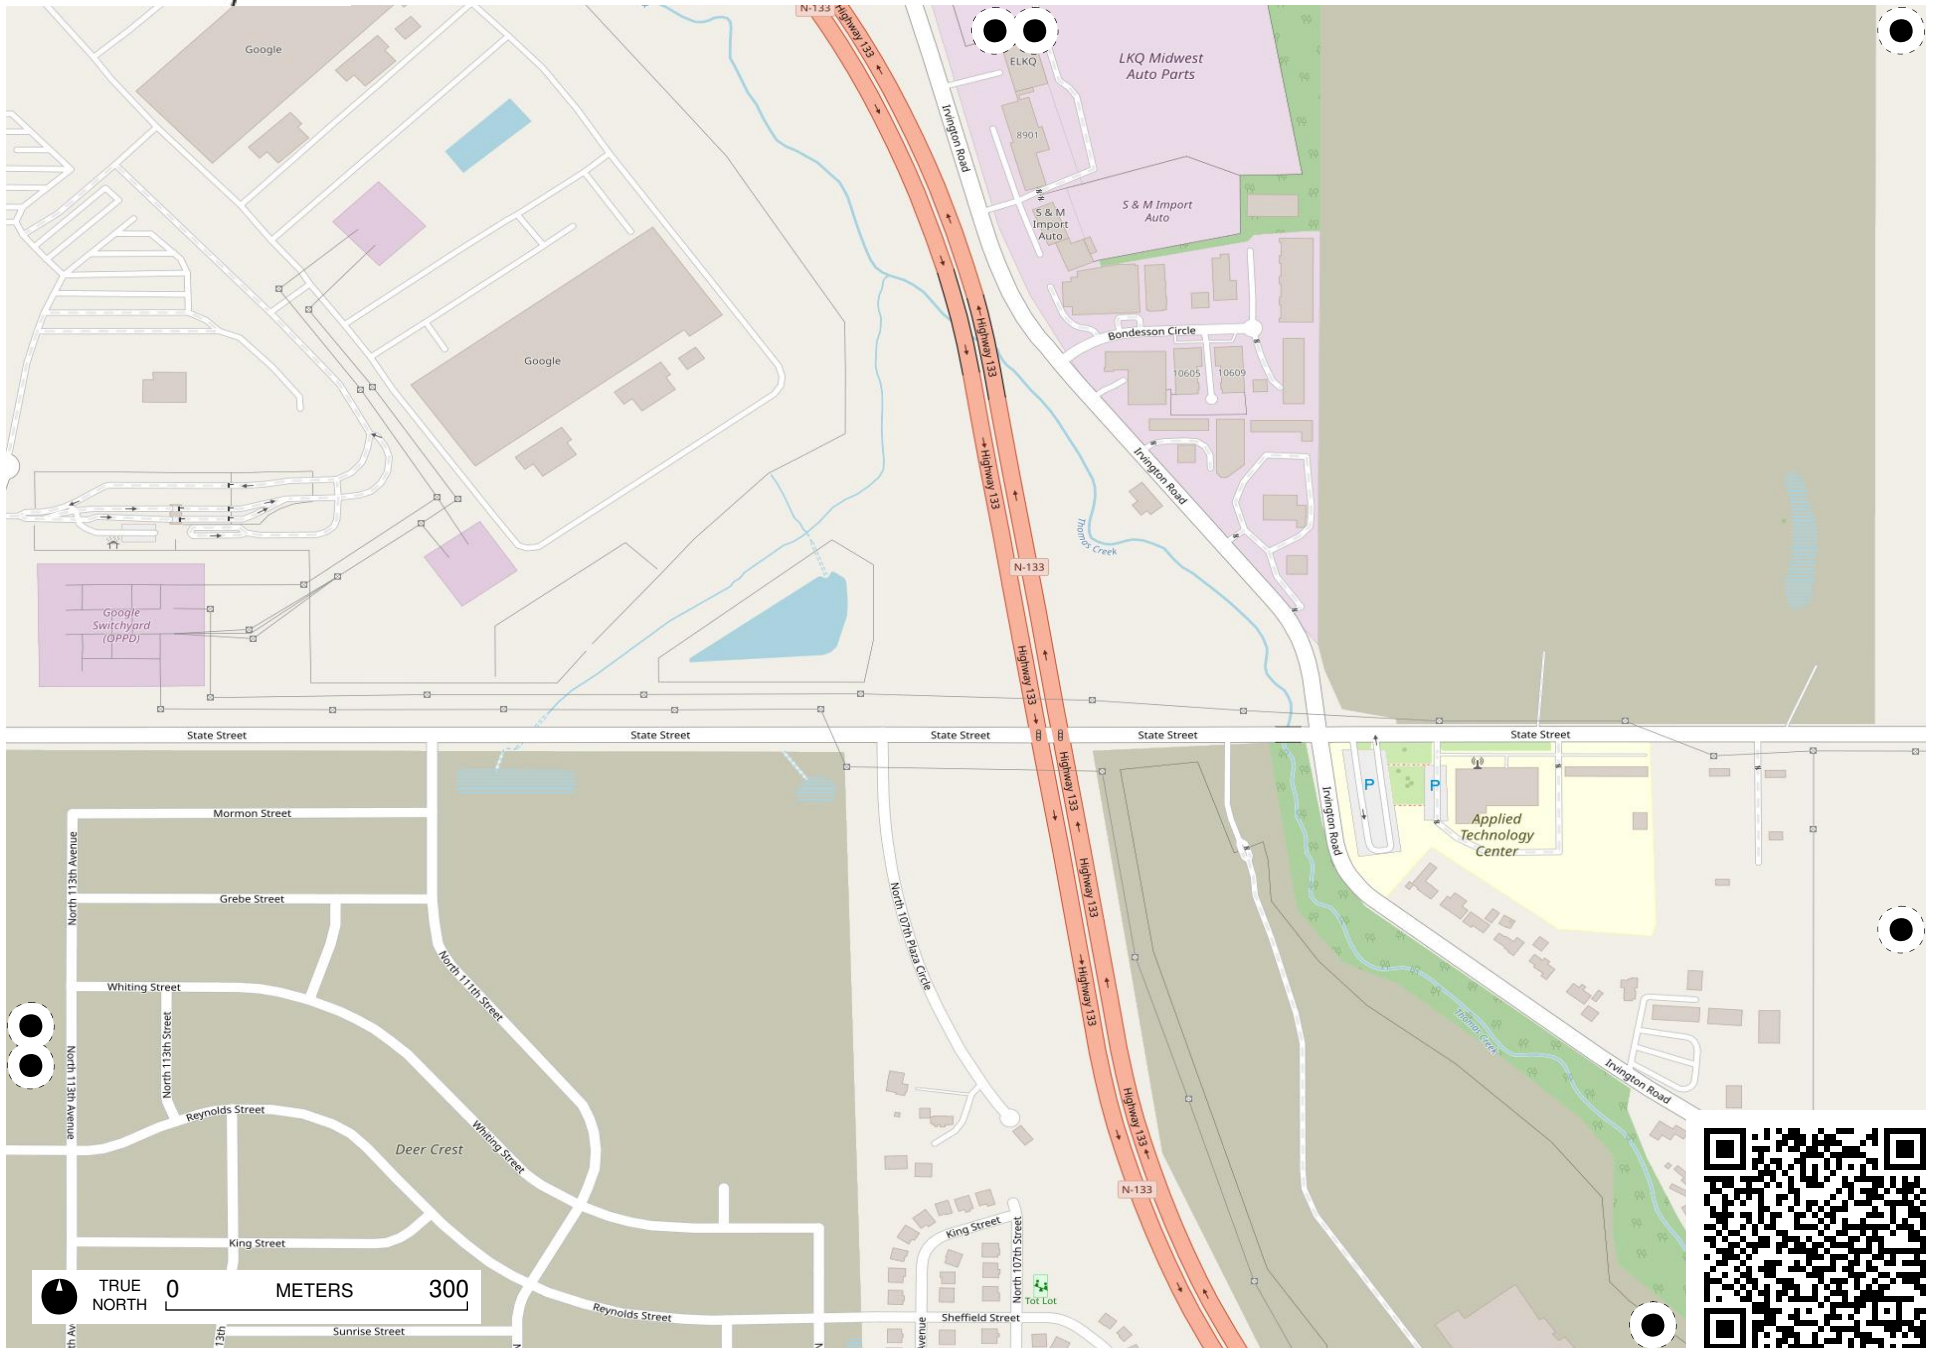 N-133
Highway 133
Google
ELKQ
LKQ Midwest
Auto Parts
Irvington Road
8901
S & M
Import
Auto
S & M Import
Auto
Highway 133
Bondesson Circle
Google
10605
10609
Highway 133
Irvington Road
Thomas Creek
N-133
Google
Switchyard
(OPPD)
Highway 133
State Street
State Street
State Street
State Street
State Street
Highway 133
P
P
Irvington Road
Applied
Technology
Center
Mormon Street
North 113th Avenue
Grebe Street
Highway 133
North 107th Plaza Circle
North 111th Street
Whiting Street
Highway 133
North 113th Street
Thomas Creek
North 113th Avenue
Irvington Road
Reynolds Street
Whiting Street
Deer Crest
Highway 133
N-133
King Street
King Street
North 107th Street
Tot Lot
TRUE
NORTH
0
METERS
300
Reynolds Street
Sheffield Street
Sunrise Street
13th
Avenue
N
N